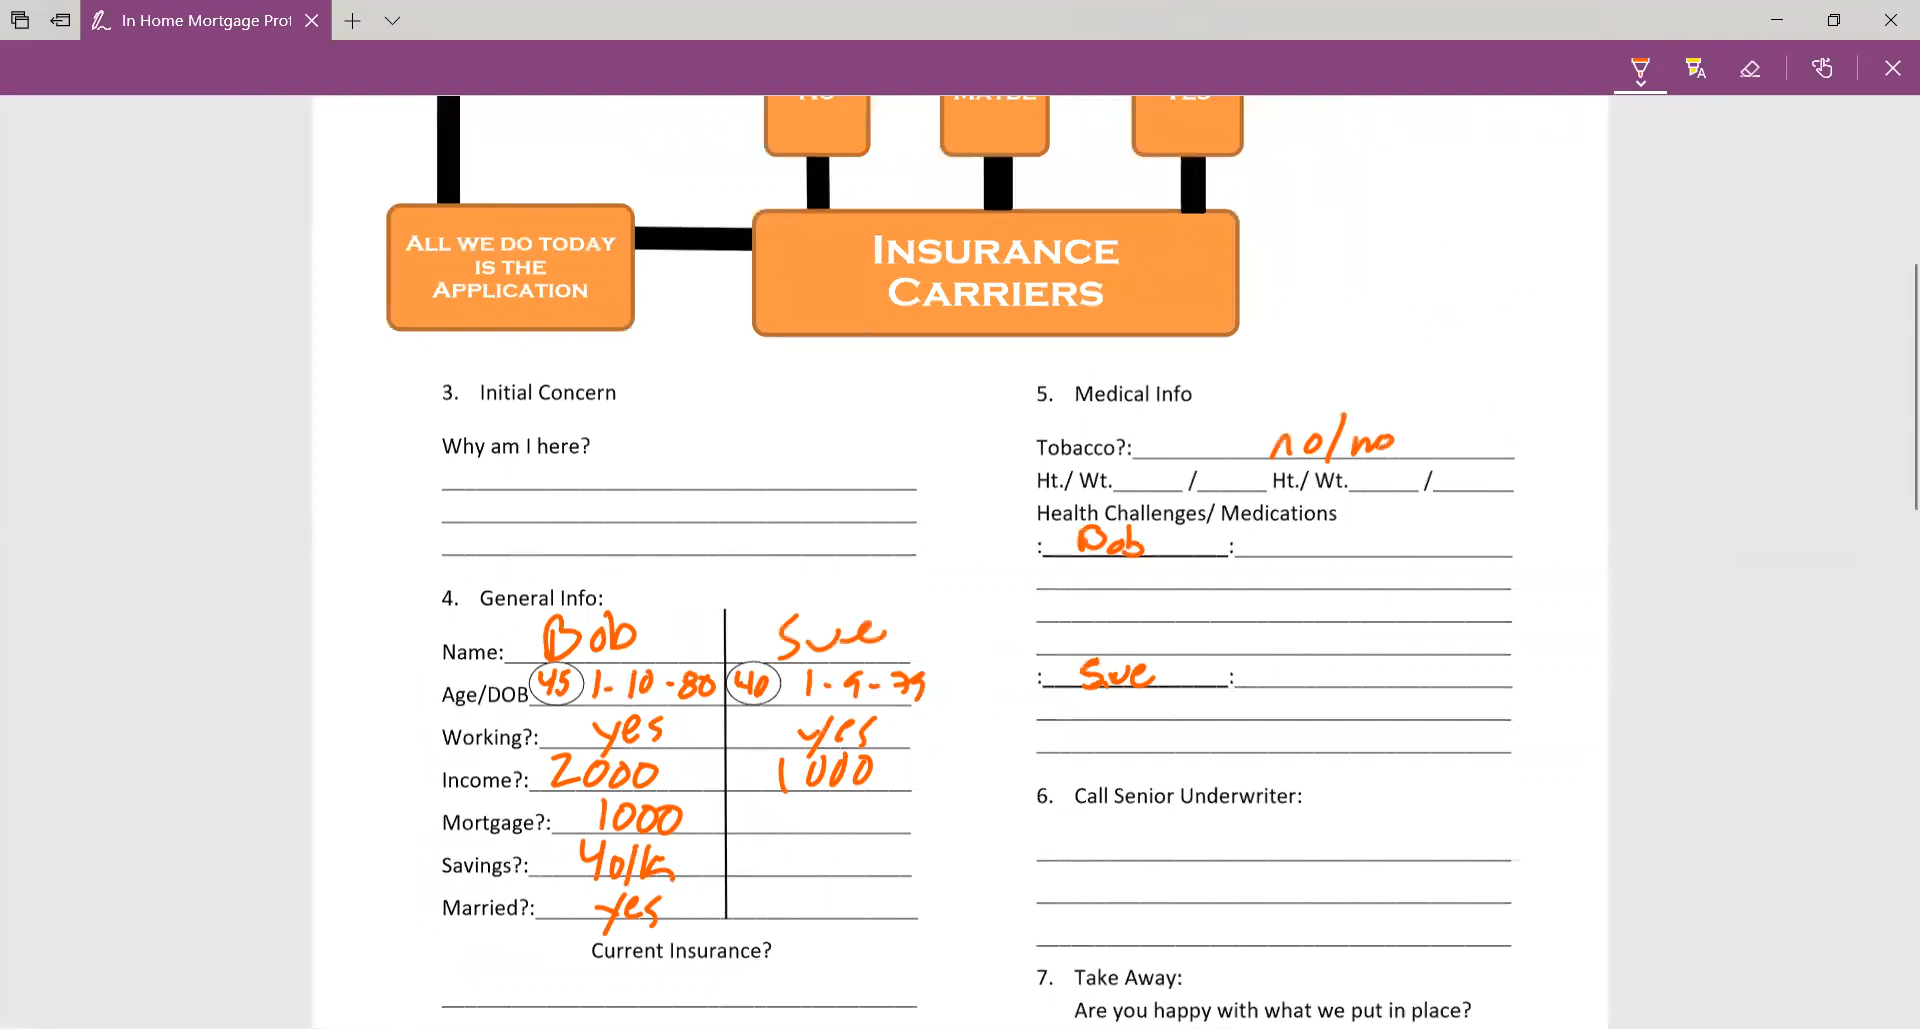 In Home Mortgage Pro
ALL WE DO TODAY
IS THE
APPLICATION
INSURANCE
CARRIERS
3. Initial Concern
Why am I here?
4. General Info:
Name: Bob Sue
Age/DOB 45 1-10-80 40 1-9-79
Working?: yes yes
Income?: 2000 1000
Mortgage?: 1000
Savings?: 401k
Married?: yes
Current Insurance?
5. Medical Info
Tobacco?: no/no
Ht./ Wt. / Ht./ Wt. /
Health Challenges/ Medications
: Bob :
: Sue :
6. Call Senior Underwriter:
7. Take Away:
Are you happy with what we put in place?